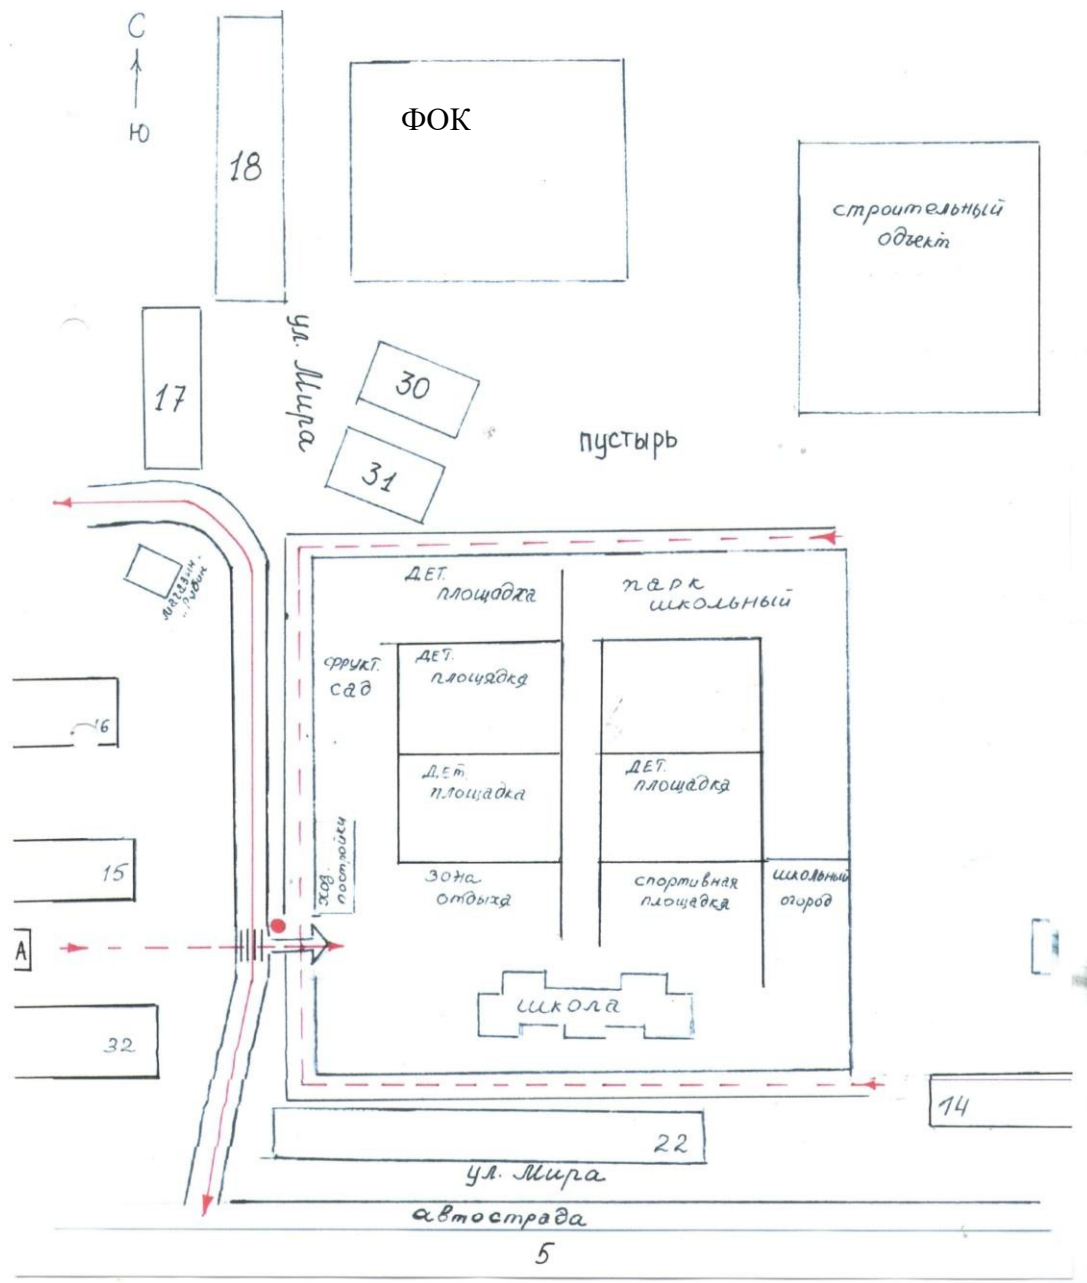 С
Ю
18
ФОК
строительный
одъект
17
ул. Мира
30
31
пустырь
магазин
ДЕТ.
площадка
парк
школьный
фрукт.
сад
ДЕТ.
площадка
16
Дет.
площадка
ДЕТ.
площадка
15
хоз.
постройки
зона
отдыха
спортивная
площадка
школьный
огород
А
школа
32
14
22
ул. Мира
автострада
5